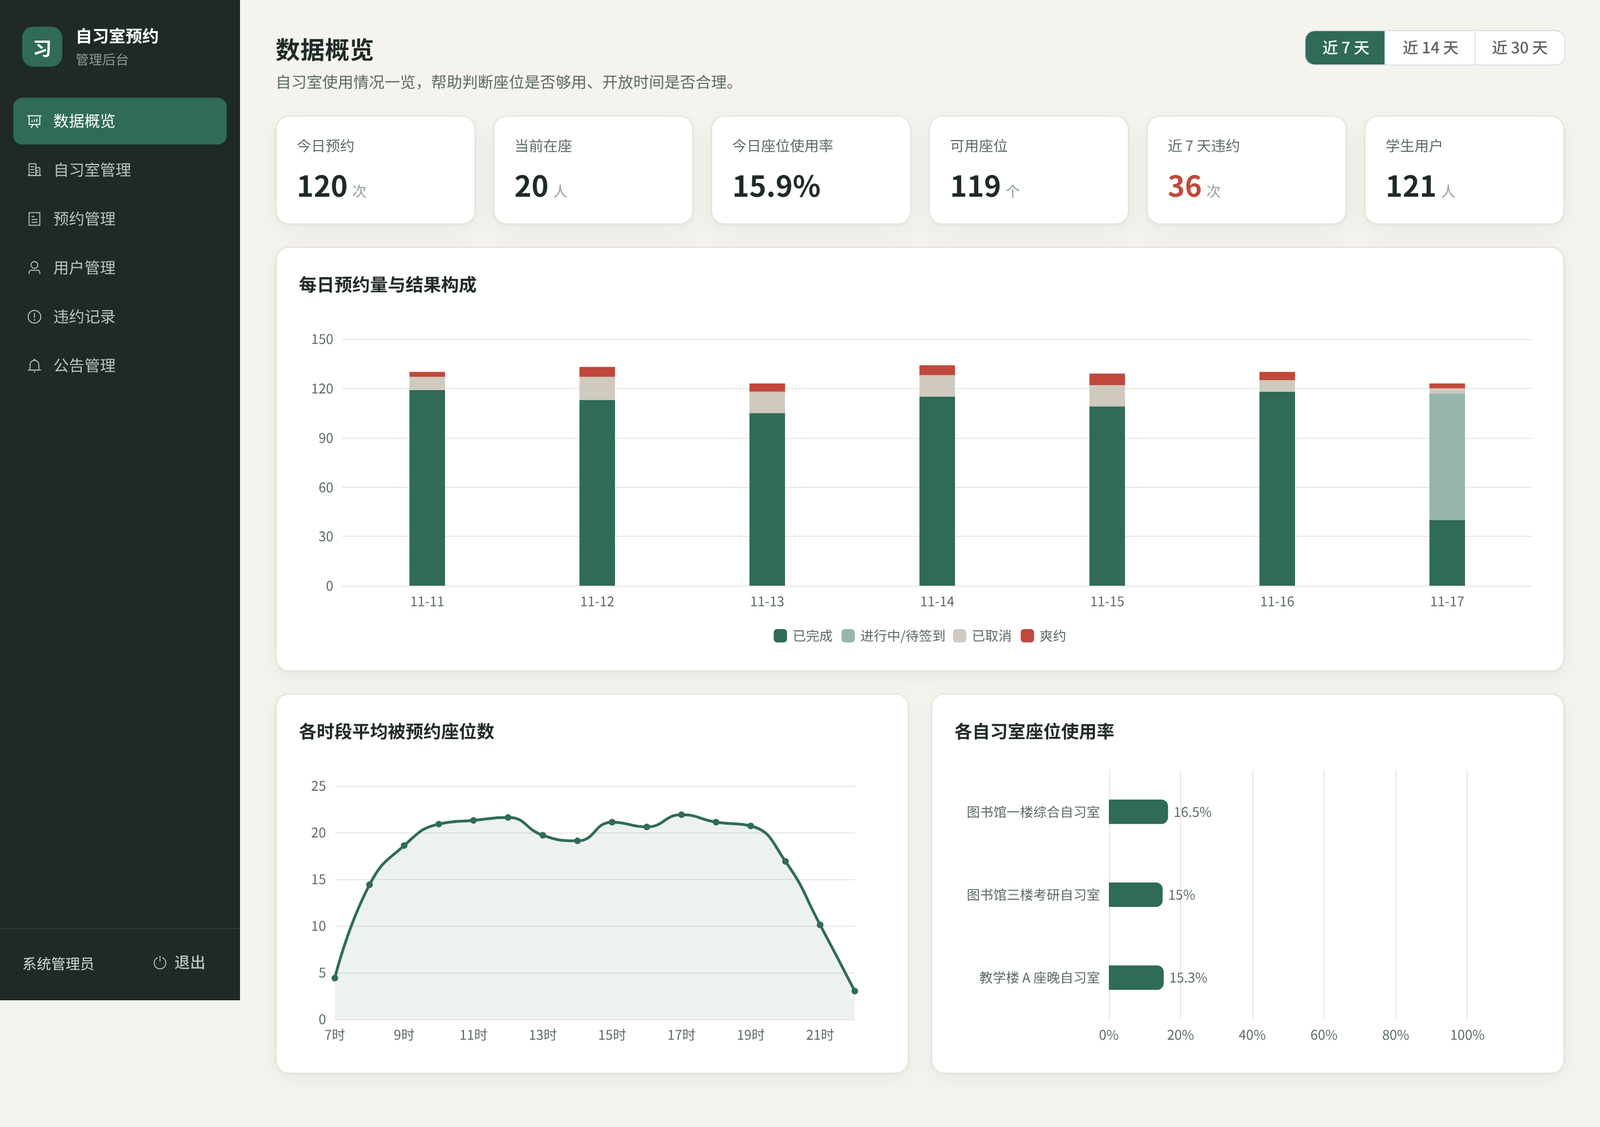 习
自习室预约
管理后台
数据概览
自习室管理
预约管理
用户管理
违约记录
公告管理
系统管理员
退出
数据概览
自习室使用情况一览，帮助判断座位是否够用、开放时间是否合理。
近 7 天 近 14 天 近 30 天
今日预约
120 次
当前在座
20 人
今日座位使用率
15.9%
可用座位
119 个
近 7 天违约
36 次
学生用户
121 人
每日预约量与结果构成
150
120
90
60
30
0
11-11 11-12 11-13 11-14 11-15 11-16 11-17
已完成 进行中/待签到 已取消 爽约
各时段平均被预约座位数
25
20
15
10
5
0
7时 9时 11时 13时 15时 17时 19时 21时
各自习室座位使用率
图书馆一楼综合自习室 16.5%
图书馆三楼考研自习室 15%
教学楼 A 座晚自习室 15.3%
0% 20% 40% 60% 80% 100%